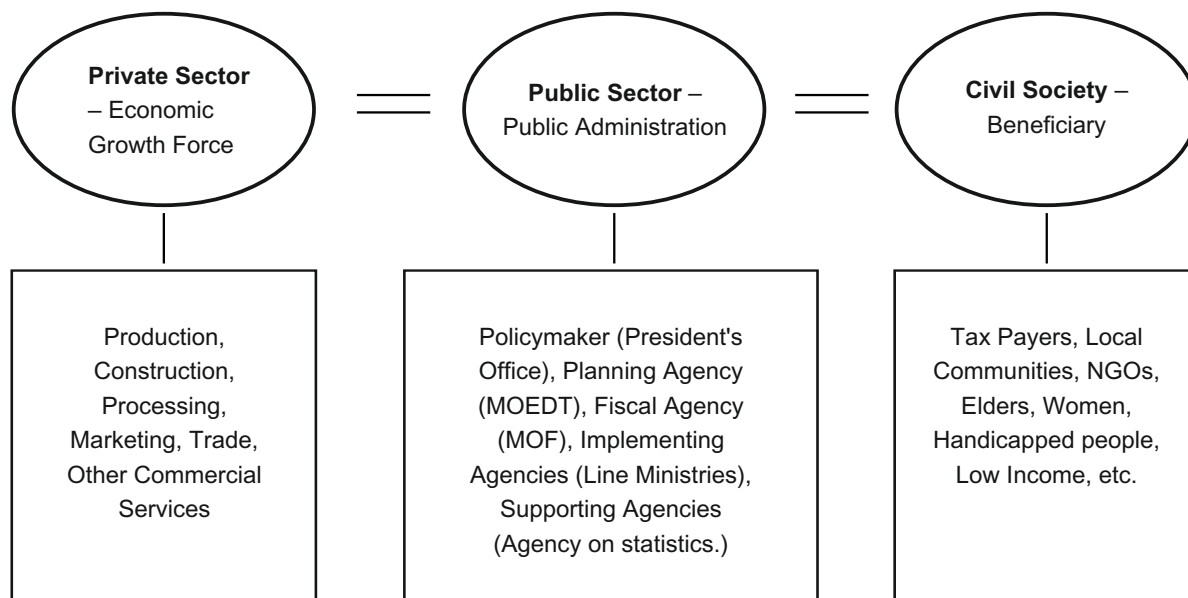 Private Sector
– Economic
Growth Force
Public Sector –
Public Administration
Civil Society –
Beneficiary
Production,
Construction,
Processing,
Marketing, Trade,
Other Commercial
Services
Policymaker (President's
Office), Planning Agency
(MOEDT), Fiscal Agency
(MOF), Implementing
Agencies (Line Ministries),
Supporting Agencies
(Agency on statistics.)
Tax Payers, Local
Communities, NGOs,
Elders, Women,
Handicapped people,
Low Income, etc.